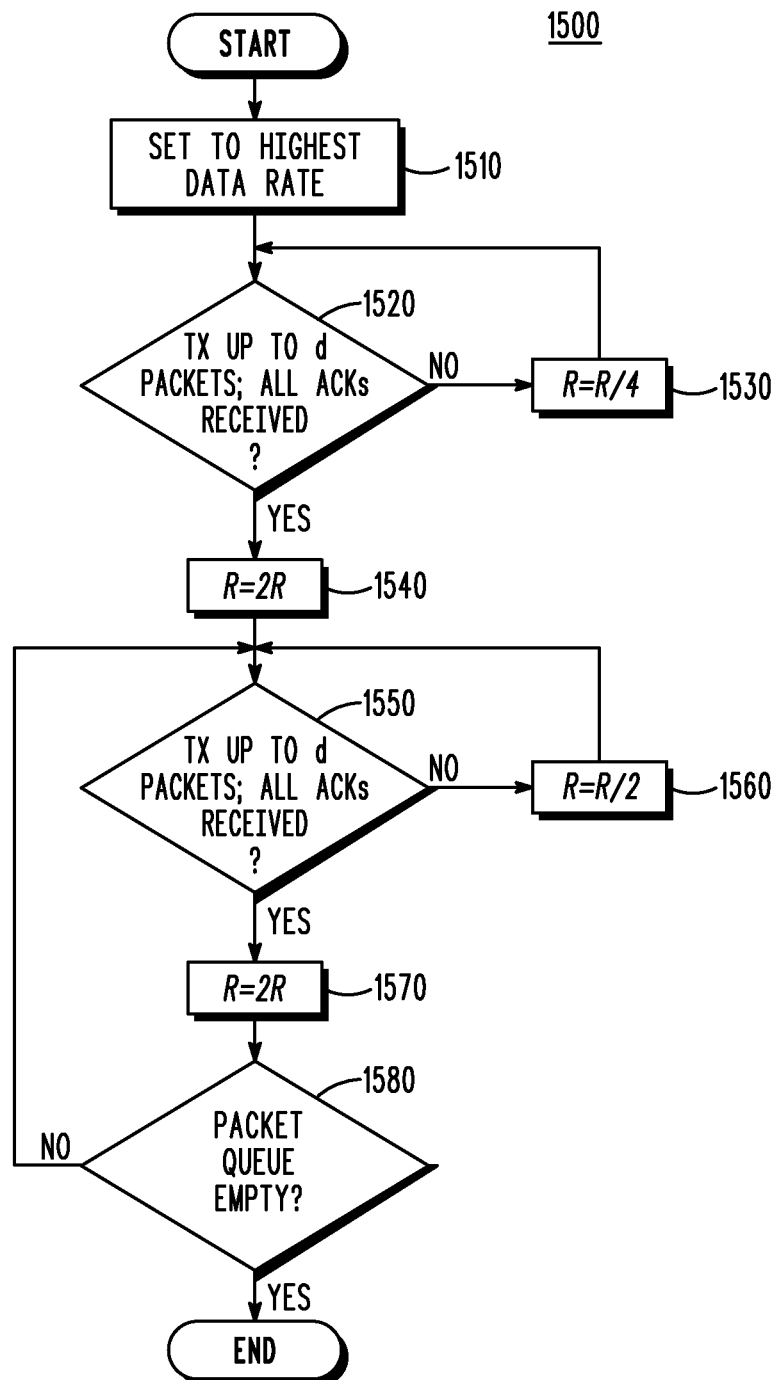 START
1500
SET TO HIGHEST
DATA RATE
1510
1520
TX UP TO d
PACKETS; ALL ACKs
RECEIVED
?
NO
R=R/4
1530
YES
R=2R
1540
1550
TX UP TO d
PACKETS; ALL ACKs
RECEIVED
?
NO
R=R/2
1560
YES
R=2R
1570
1580
PACKET
QUEUE
EMPTY?
NO
YES
END